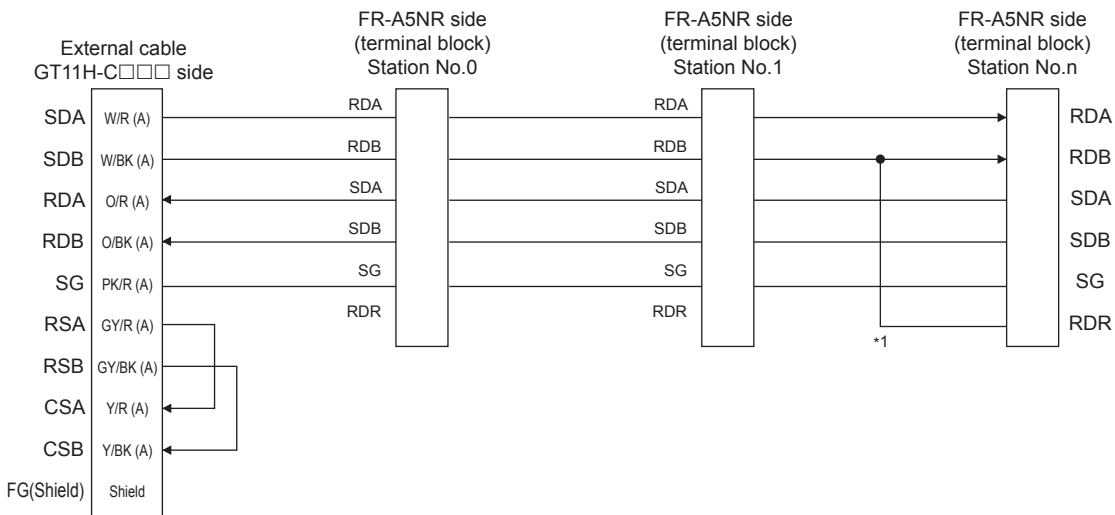 External cable
GT11H-C□□□ side
FR-A5NR side
(terminal block)
Station No.0
FR-A5NR side
(terminal block)
Station No.1
FR-A5NR side
(terminal block)
Station No.n
SDA W/R (A) RDA RDA RDA
SDB W/BK (A) RDB RDB RDB
RDA O/R (A) SDA SDA SDA
RDB O/BK (A) SDB SDB SDB
SG PK/R (A) SG SG SG
RSA GY/R (A) RDR RDR RDR
*1
RSB GY/BK (A)
CSA Y/R (A)
CSB Y/BK (A)
FG(Shield) Shield